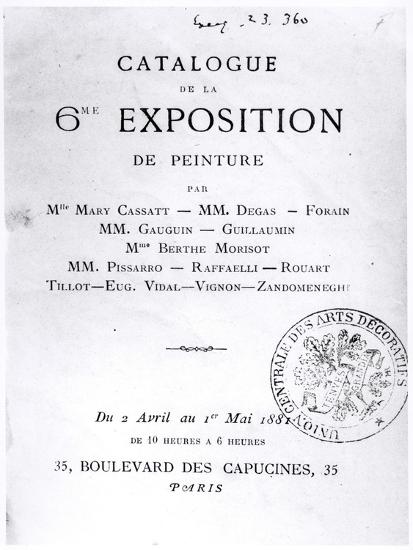 23. 360
CATALOGUE
DE LA
6ME EXPOSITION
DE PEINTURE
PAR
Mlle MARY CASSATT — MM. DEGAS — FORAIN
MM. GAUGUIN — GUILLAUMIN
Mme BERTHE MORISOT
MM. PISSARRO — RAFFAELLI — ROUART
TILLOT—EUG. VIDAL—VIGNON—ZANDOMENEGHI
UNION CENTRALE DES ARTS DÉCORATIFS
Du 2 Avril au 1er Mai 1881
DE 10 HEURES A 6 HEURES
35, BOULEVARD DES CAPUCINES, 35
PARIS